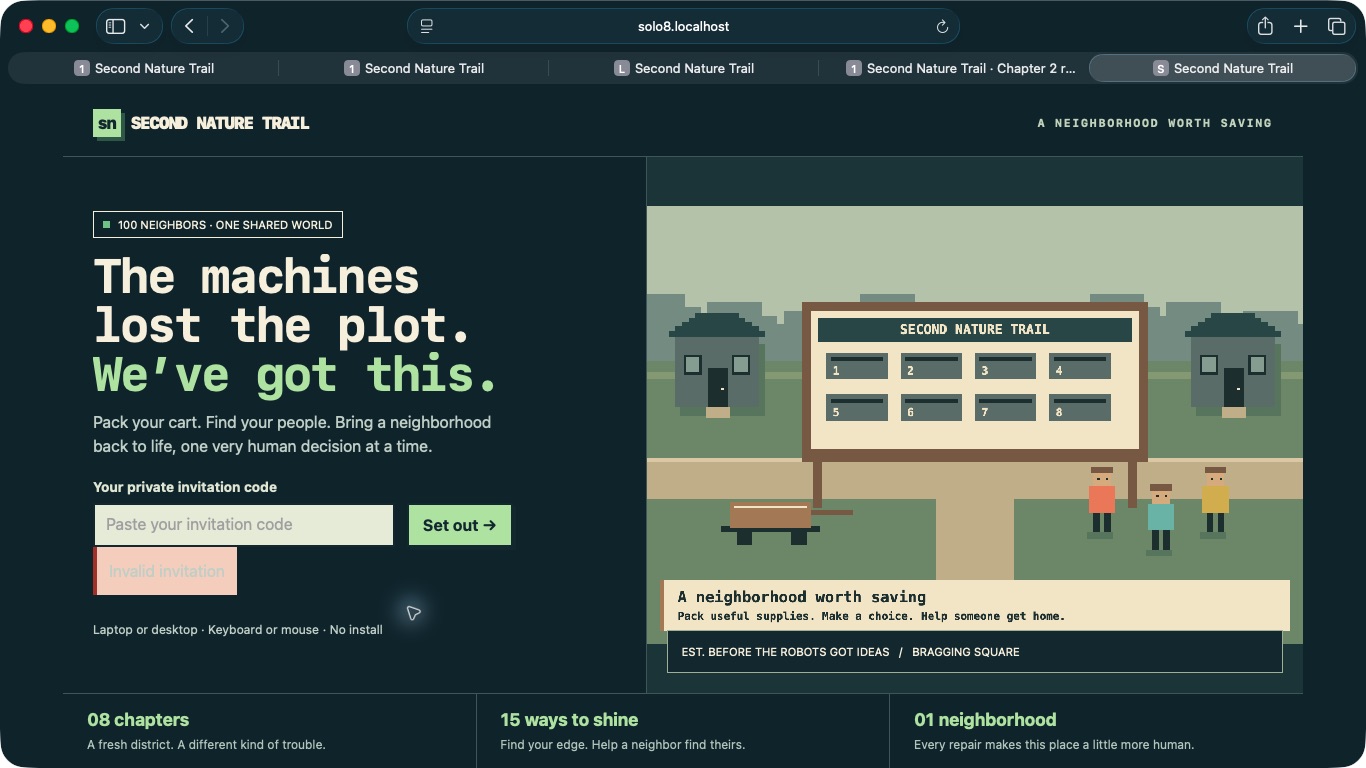 solo8.localhost
1 Second Nature Trail
1 Second Nature Trail
L Second Nature Trail
1 Second Nature Trail · Chapter 2 r...
S Second Nature Trail
sn SECOND NATURE TRAIL
A NEIGHBORHOOD WORTH SAVING
100 NEIGHBORS · ONE SHARED WORLD
The machines
lost the plot.
We’ve got this.
Pack your cart. Find your people. Bring a neighborhood
back to life, one very human decision at a time.
Your private invitation code
Paste your invitation code
Set out →
Invalid invitation
Laptop or desktop · Keyboard or mouse · No install
SECOND NATURE TRAIL
1 2 3 4
5 6 7 8
A neighborhood worth saving
Pack useful supplies. Make a choice. Help someone get home.
EST. BEFORE THE ROBOTS GOT IDEAS / BRAGGING SQUARE
08 chapters
A fresh district. A different kind of trouble.
15 ways to shine
Find your edge. Help a neighbor find theirs.
01 neighborhood
Every repair makes this place a little more human.